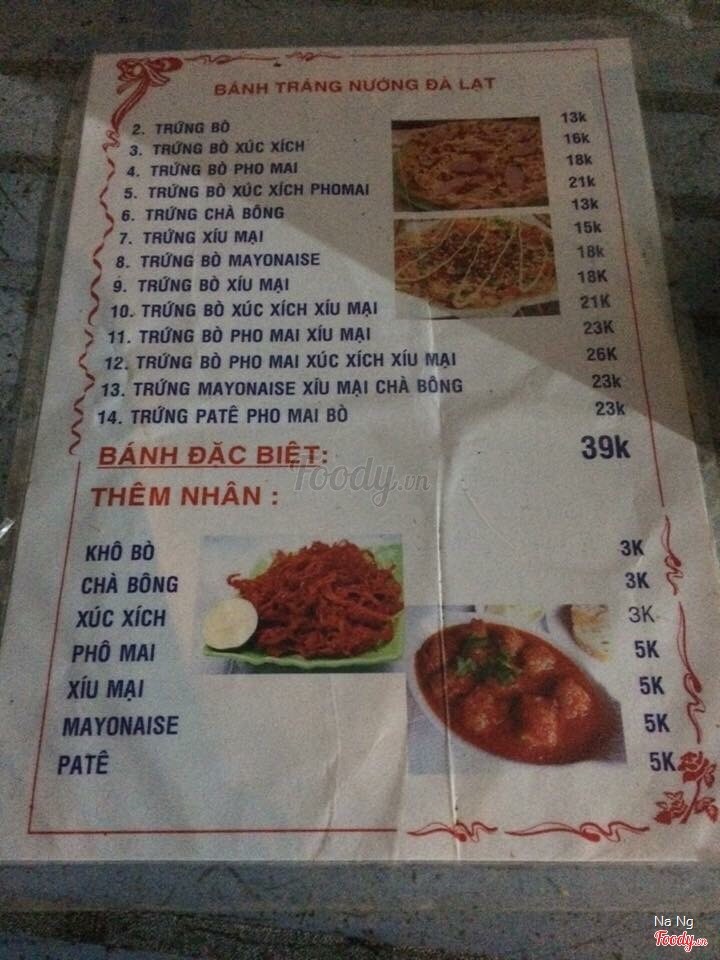 BÁNH TRÁNG NƯỚNG ĐÀ LẠT
2. TRỨNG BÒ 13k
3. TRỨNG BÒ XÚC XÍCH 16k
4. TRỨNG BÒ PHO MAI 18k
5. TRỨNG BÒ XÚC XÍCH PHOMAI 21k
6. TRỨNG CHÀ BÔNG 13k
7. TRỨNG XÍU MẠI 15k
8. TRỨNG BÒ MAYONAISE 18k
9. TRỨNG BÒ XÍU MẠI 18K
10. TRỨNG BÒ XÚC XÍCH XÍU MẠI 21K
11. TRỨNG BÒ PHO MAI XÍU MẠI 23K
12. TRỨNG BÒ PHO MAI XÚC XÍCH XÍU MẠI 26K
13. TRỨNG MAYONAISE XÍU MẠI CHÀ BÔNG 23k
14. TRỨNG PATÊ PHO MAI BÒ 23k
BÁNH ĐẶC BIỆT: 39k
Foody.vn
THÊM NHÂN :
KHÔ BÒ 3K
CHÀ BÔNG 3K
XÚC XÍCH 3K
PHÔ MAI 5K
XÍU MẠI 5K
MAYONAISE 5K
PATÊ 5K
Na Ng
Foody.vn